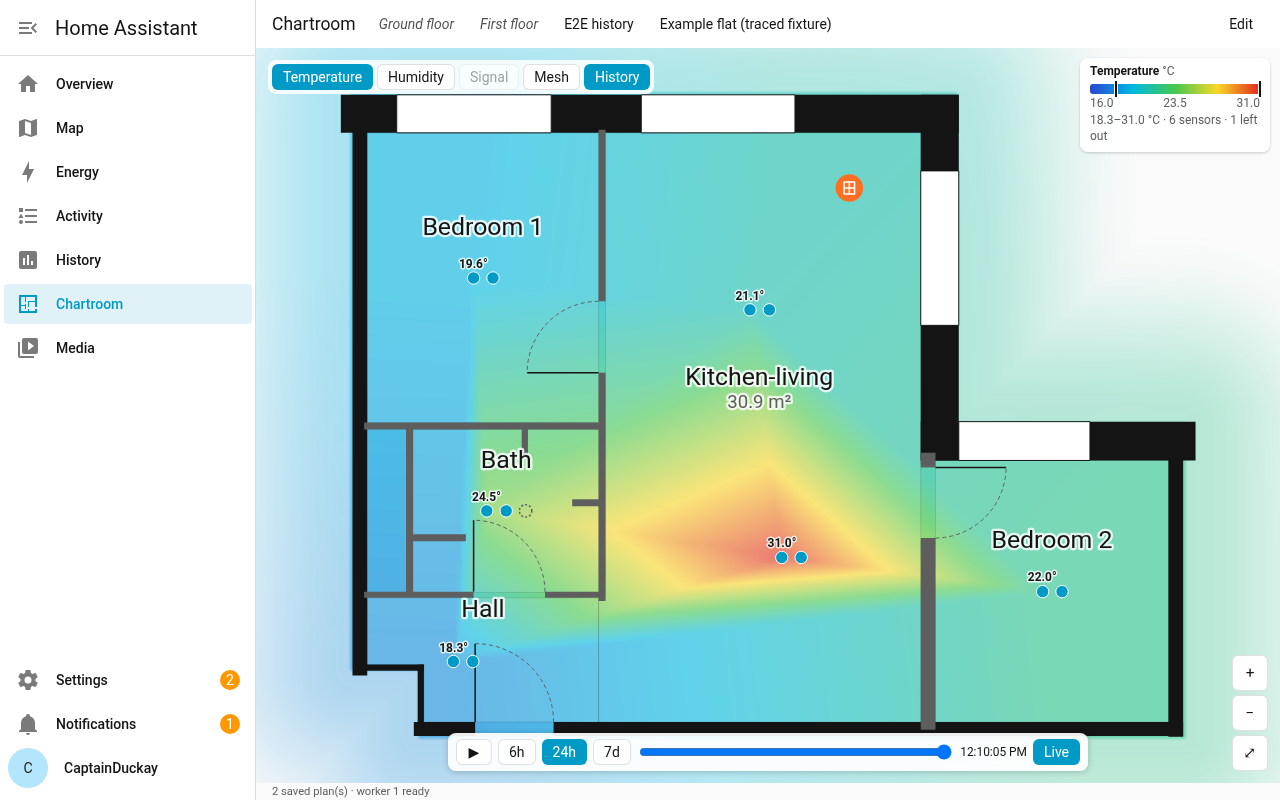 Home Assistant
Overview
Map
Energy
Activity
History
Chartroom
Media
Settings 2
Notifications 1
C CaptainDuckay
Chartroom Ground floor First floor E2E history Example flat (traced fixture) Edit
Temperature Humidity Signal Mesh History
Temperature °C
16.0 23.5 31.0
18.3–31.0 °C · 6 sensors · 1 left
out
Bedroom 1
19.6°
21.1°
Kitchen-living
30.9 m²
Bath
24.5°
31.0°
Bedroom 2
22.0°
Hall
18.3°
+
−
▶ 6h 24h 7d 12:10:05 PM Live
2 saved plan(s) · worker 1 ready